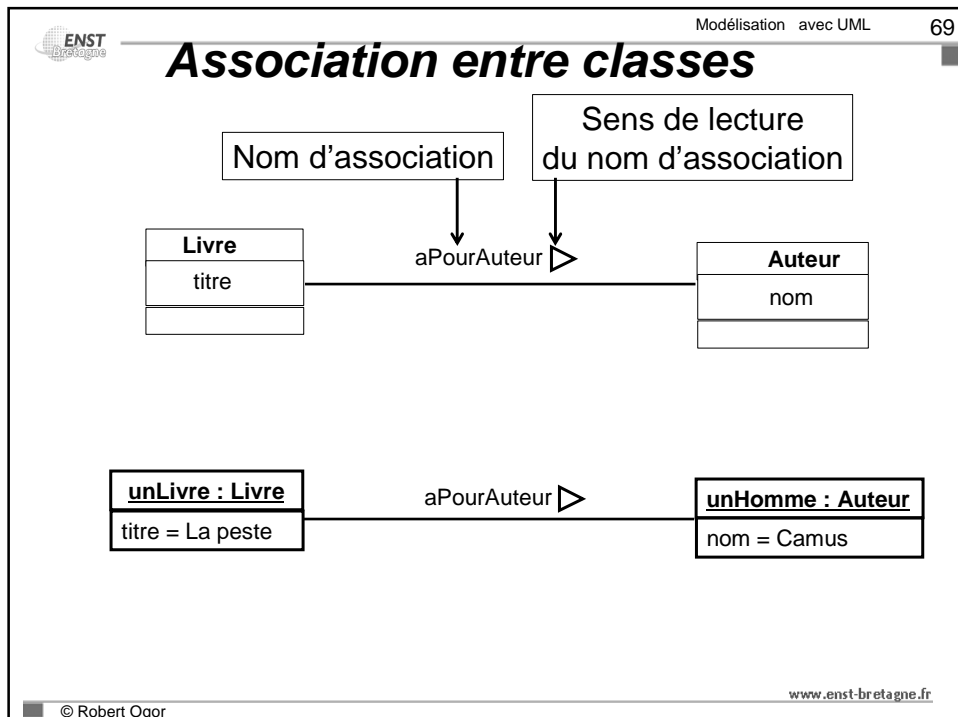 Modélisation avec UML 69
ENST
Bretagne
Association entre classes
Sens de lecture
du nom d'association
Nom d'association
Livre
titre
aPourAuteur
Auteur
nom
unLivre : Livre
titre = La peste
aPourAuteur
unHomme : Auteur
nom = Camus
www.enst-bretagne.fr
© Robert Ogor